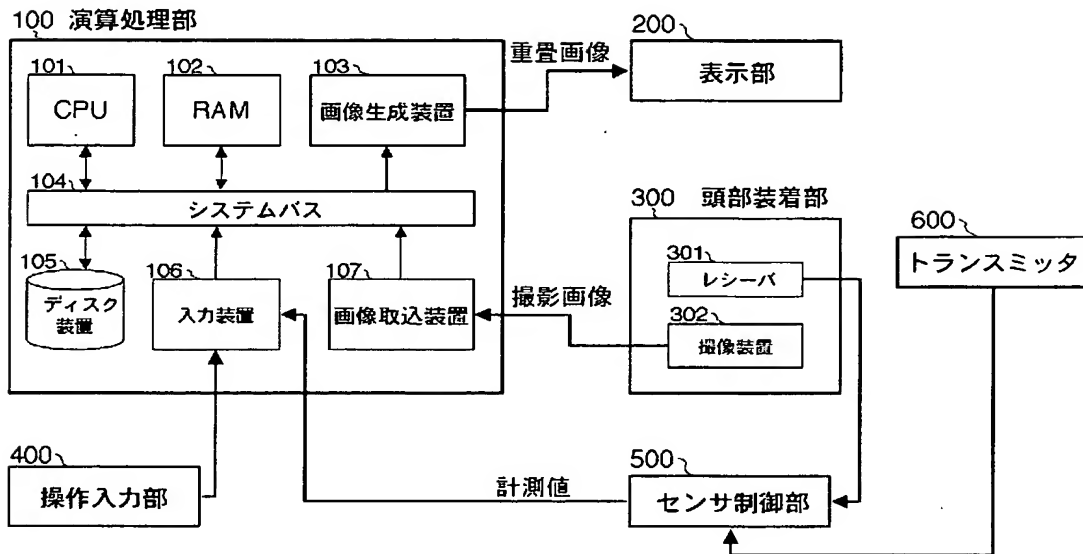 100 演算処理部
101
CPU
102
RAM
103
画像生成装置
重畳画像
200
表示部
104
システムバス
105
ディスク
装置
106
入力装置
107
画像取込装置
撮影画像
300 頭部装着部
301
レシーバ
302
撮像装置
600
トランスミッタ
400
操作入力部
計測値
500
センサ制御部